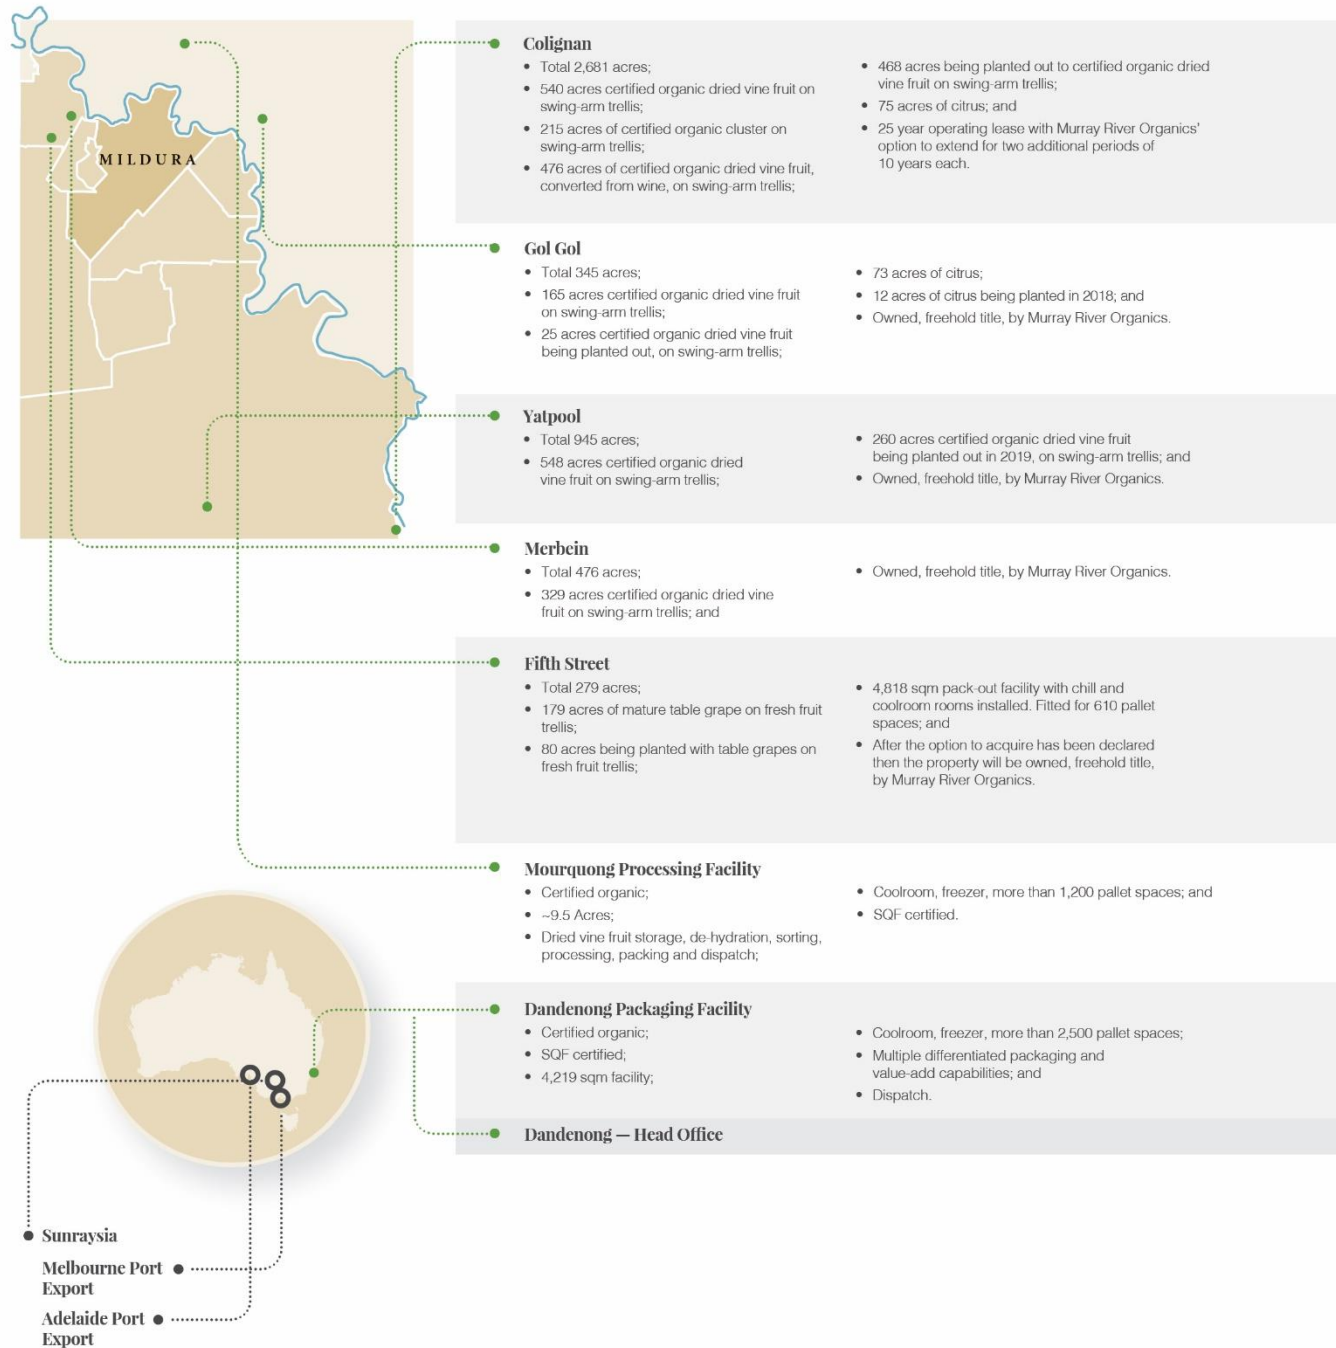 MILDURA
Colignan
• Total 2,681 acres;
• 540 acres certified organic dried vine fruit on
swing-arm trellis;
• 215 acres of certified organic cluster on
swing-arm trellis;
• 476 acres of certified organic dried vine fruit,
converted from wine, on swing-arm trellis;
• 468 acres being planted out to certified organic dried
vine fruit on swing-arm trellis;
• 75 acres of citrus; and
• 25 year operating lease with Murray River Organics'
option to extend for two additional periods of
10 years each.
Gol Gol
• Total 345 acres;
• 165 acres certified organic dried vine fruit
on swing-arm trellis;
• 25 acres certified organic dried vine fruit
being planted out, on swing-arm trellis;
• 73 acres of citrus;
• 12 acres of citrus being planted in 2018; and
• Owned, freehold title, by Murray River Organics.
Yatpool
• Total 945 acres;
• 548 acres certified organic dried
vine fruit on swing-arm trellis;
• 260 acres certified organic dried vine fruit
being planted out in 2019, on swing-arm trellis; and
• Owned, freehold title, by Murray River Organics.
Merbein
• Total 476 acres;
• 329 acres certified organic dried vine
fruit on swing-arm trellis; and
• Owned, freehold title, by Murray River Organics.
Fifth Street
• Total 279 acres;
• 179 acres of mature table grape on fresh fruit
trellis;
• 80 acres being planted with table grapes on
fresh fruit trellis;
• 4,818 sqm pack-out facility with chill and
coolroom rooms installed. Fitted for 610 pallet
spaces; and
• After the option to acquire has been declared
then the property will be owned, freehold title,
by Murray River Organics.
Mourquong Processing Facility
• Certified organic;
• ~9.5 Acres;
• Dried vine fruit storage, de-hydration, sorting,
processing, packing and dispatch;
• Coolroom, freezer, more than 1,200 pallet spaces; and
• SQF certified.
Dandenong Packaging Facility
• Certified organic;
• SQF certified;
• 4,219 sqm facility;
• Coolroom, freezer, more than 2,500 pallet spaces;
• Multiple differentiated packaging and
value-add capabilities; and
• Dispatch.
Dandenong — Head Office
Sunraysia
Melbourne Port
Export
Adelaide Port
Export